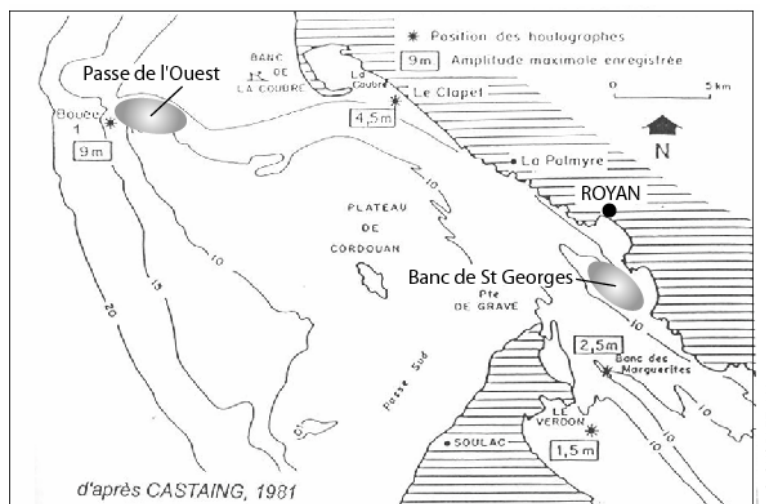 Position des houlographes
9m Amplitude maximale enregistrée
BANC
DE
LA COUBRE
La
Coubre
Le Clapet
0 5 km
N
Passe de l'Ouest
Bouée
1
9m
4,5m
La Palmyre
ROYAN
10
10
10
10
15
20
PLATEAU
DE
CORDOUAN
Banc de St Georges
Pte
DE GRAVE
10
2,5m
Banc des
Marguerites
Passe Sud
LE
VERDON
SOULAC
1,5m
10
10
d'après CASTAING, 1981